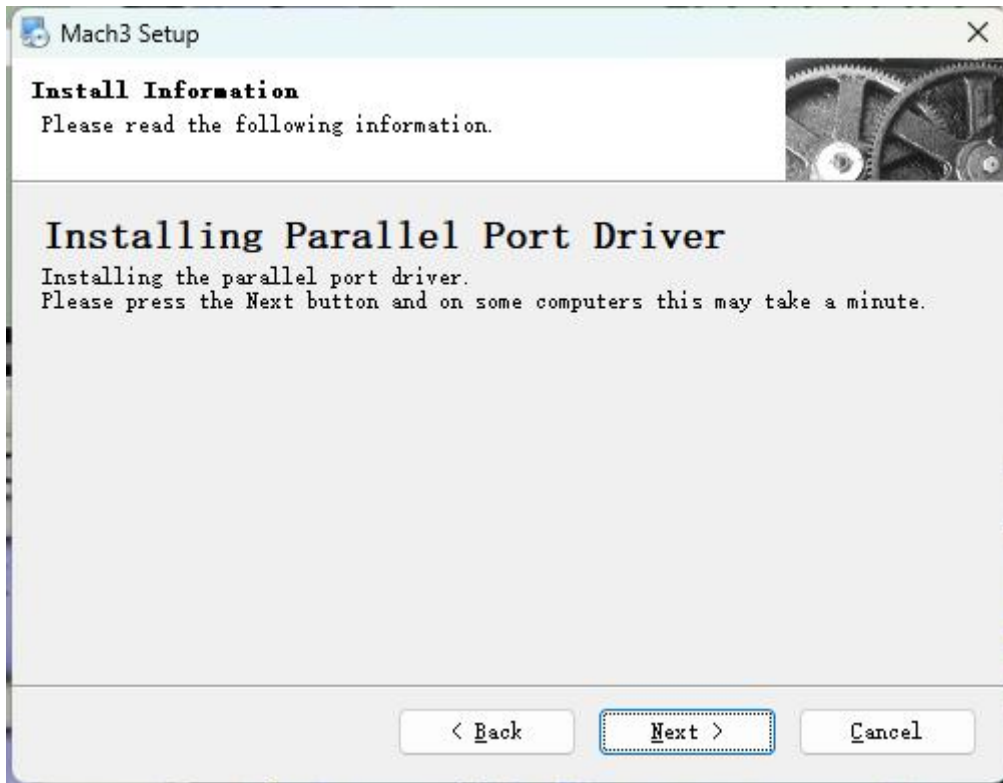 Mach3 Setup
Install Information
Please read the following information.
Installing Parallel Port Driver
Installing the parallel port driver.
Please press the Next button and on some computers this may take a minute.
< Back
Next >
Cancel